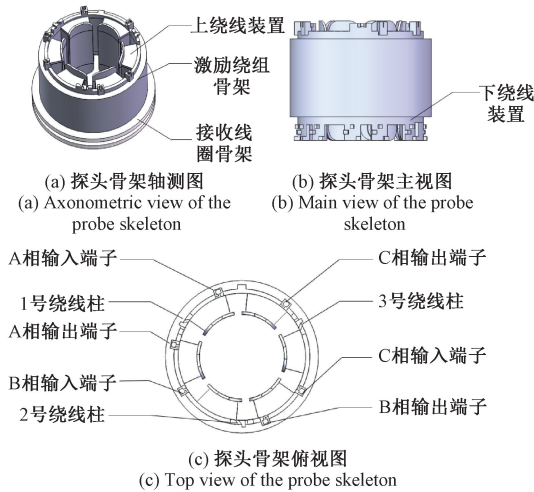 上绕线装置
激励绕组
骨架
接收线
圈骨架
(a) 探头骨架轴测图
(a) Axonometric view of the
probe skeleton
下绕线
装置
(b) 探头骨架主视图
(b) Main view of the probe
skeleton
A相输入端子
1号绕线柱
A相输出端子
B相输入端子
2号绕线柱
C相输出端子
3号绕线柱
C相输入端子
B相输出端子
(c) 探头骨架俯视图
(c) Top view of the probe skeleton